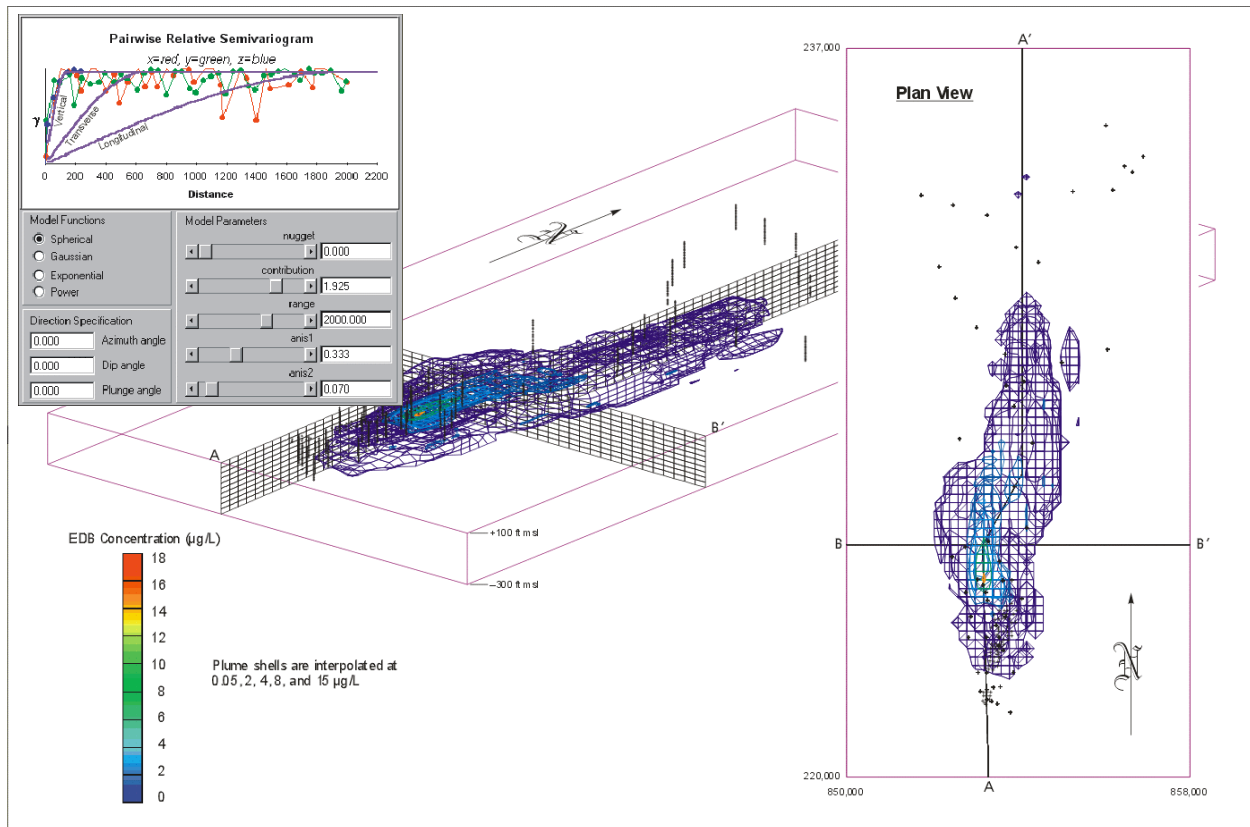 Pairwise Relative Semivariogram
x=red, y=green, z=blue
γ
Vertical
Transverse
Longitudinal
0 200 400 600 800 1000 1200 1400 1600 1800 2000 2200
Distance
Model Functions
Spherical
Gaussian
Exponential
Power
Direction Specification
0.000 Azimuth angle
0.000 Dip angle
0.000 Plunge angle
Model Parameters
nugget
0.000
contribution
1.925
range
2000.000
anis1
0.333
anis2
0.070
A
B'
+100 ft msl
–300 ft msl
EDB Concentration (µg/L)
18
16
14
12
10
8
6
4
2
0
Plume shells are interpolated at
0.05, 2, 4, 8, and 15 µg/L
A'
237,000
Plan View
B
B'
220,000
A
850,000
858,000